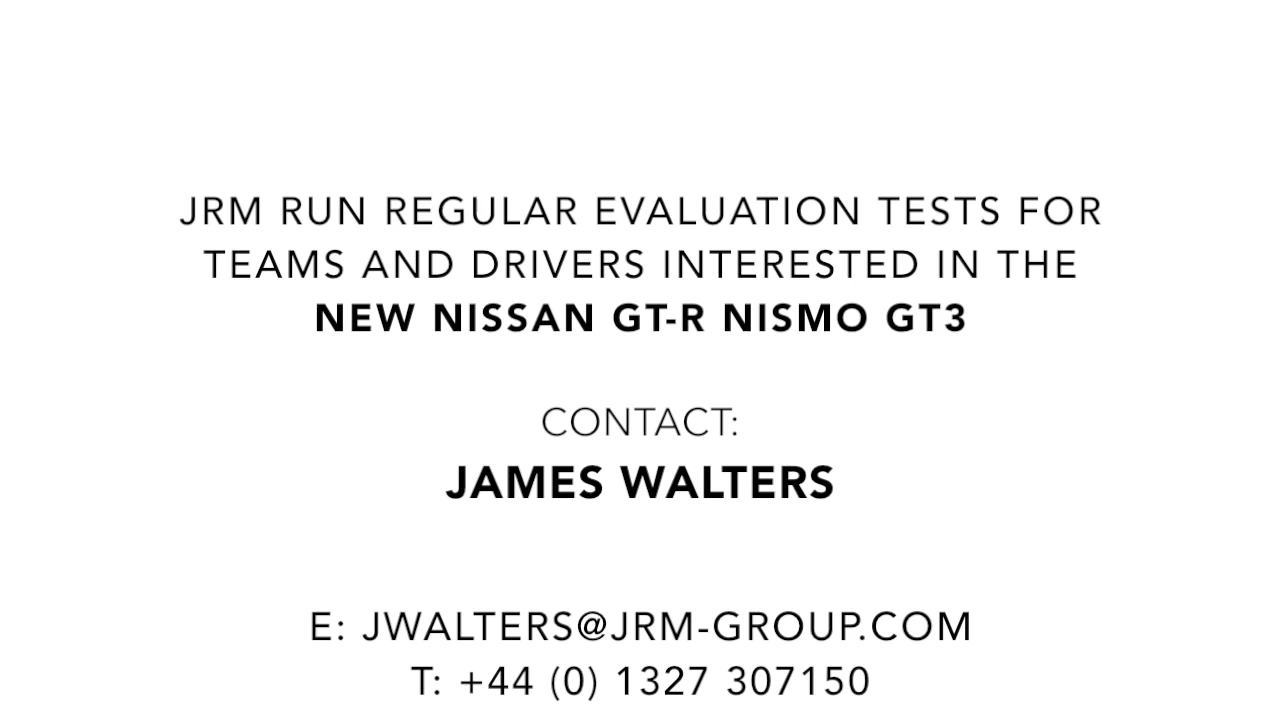 JRM RUN REGULAR EVALUATION TESTS FOR
TEAMS AND DRIVERS INTERESTED IN THE
NEW NISSAN GT-R NISMO GT3
CONTACT:
JAMES WALTERS
E: JWALTERS@JRM-GROUP.COM
T: +44 (0) 1327 307150